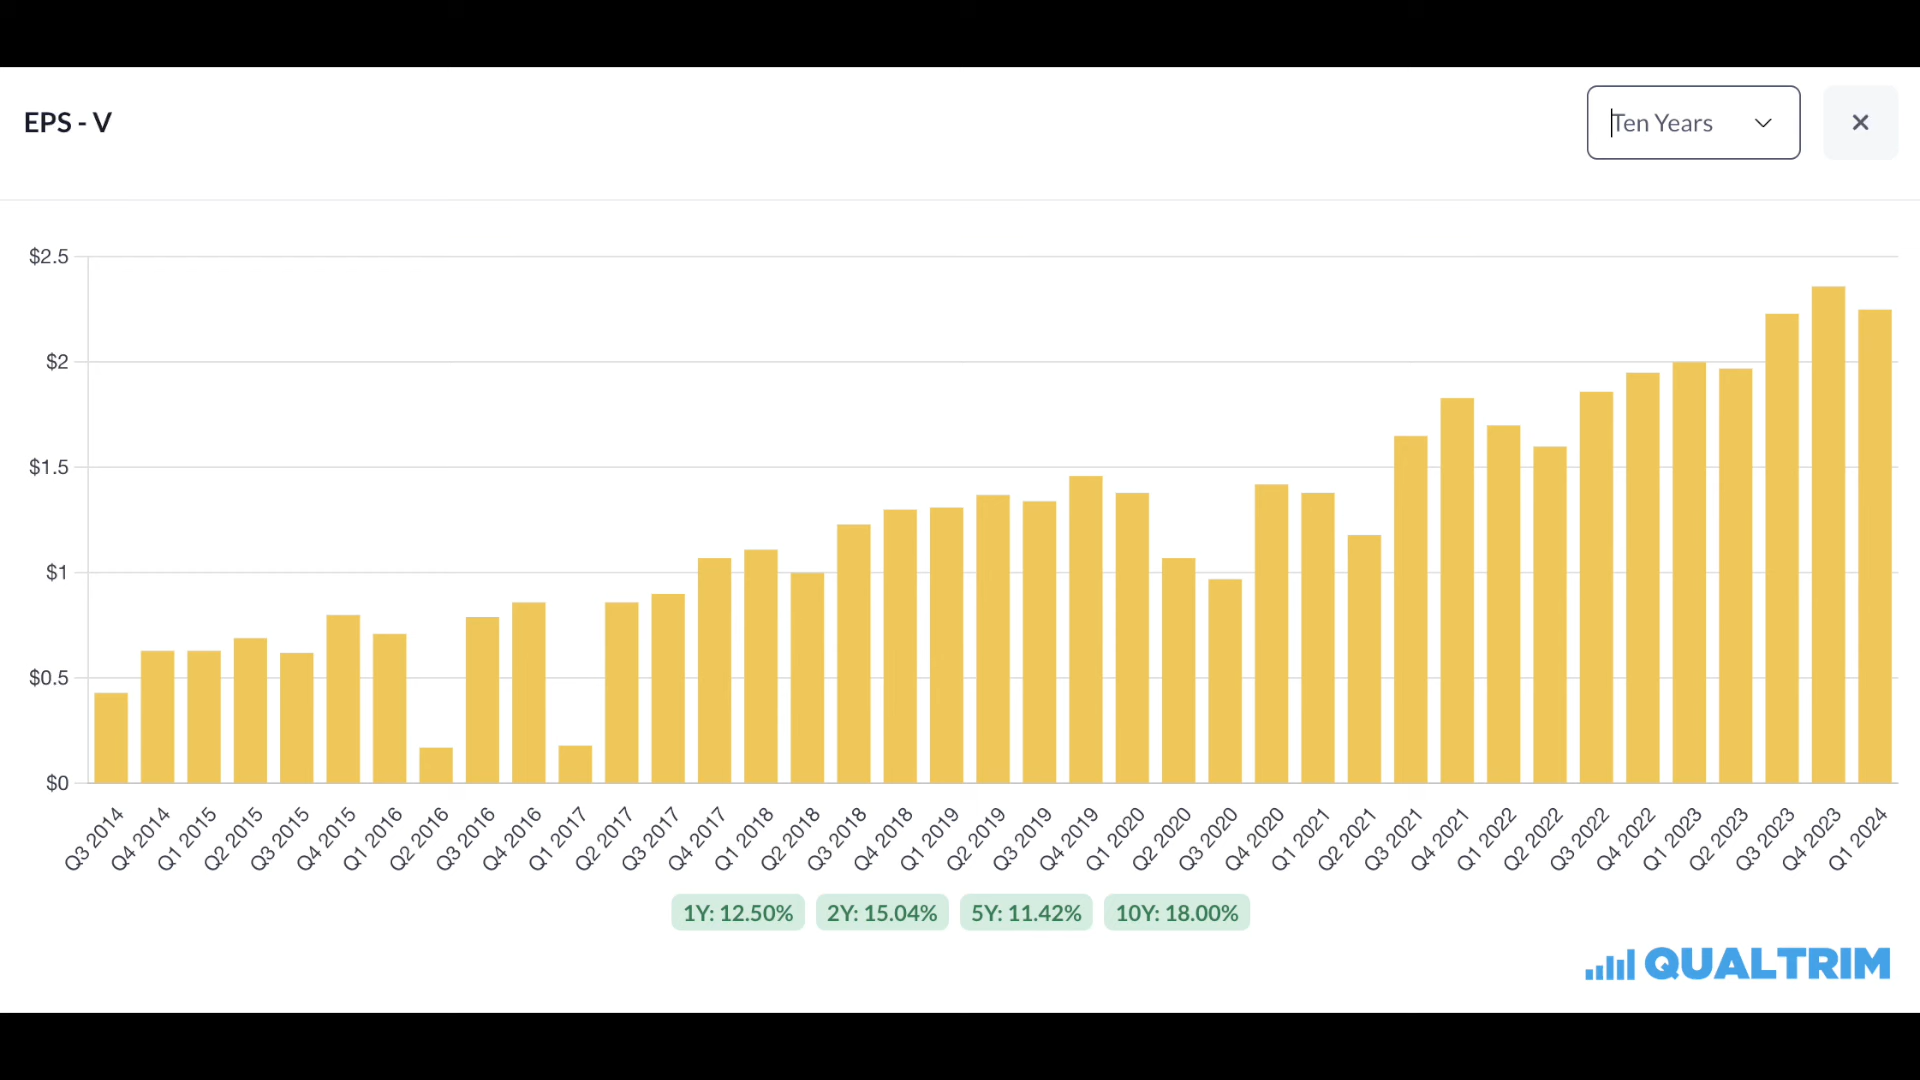 EPS - V
Ten Years
$2.5
$2
$1.5
$1
$0.5
$0
Q3 2014
Q4 2014
Q1 2015
Q2 2015
Q3 2015
Q4 2015
Q1 2016
Q2 2016
Q3 2016
Q4 2016
Q1 2017
Q2 2017
Q3 2017
Q4 2017
Q1 2018
Q2 2018
Q3 2018
Q4 2018
Q1 2019
Q2 2019
Q3 2019
Q4 2019
Q1 2020
Q2 2020
Q3 2020
Q4 2020
Q1 2021
Q2 2021
Q3 2021
Q4 2021
Q1 2022
Q2 2022
Q3 2022
Q4 2022
Q1 2023
Q2 2023
Q3 2023
Q4 2023
Q1 2024
1Y: 12.50% 2Y: 15.04% 5Y: 11.42% 10Y: 18.00%
QUALTRIM